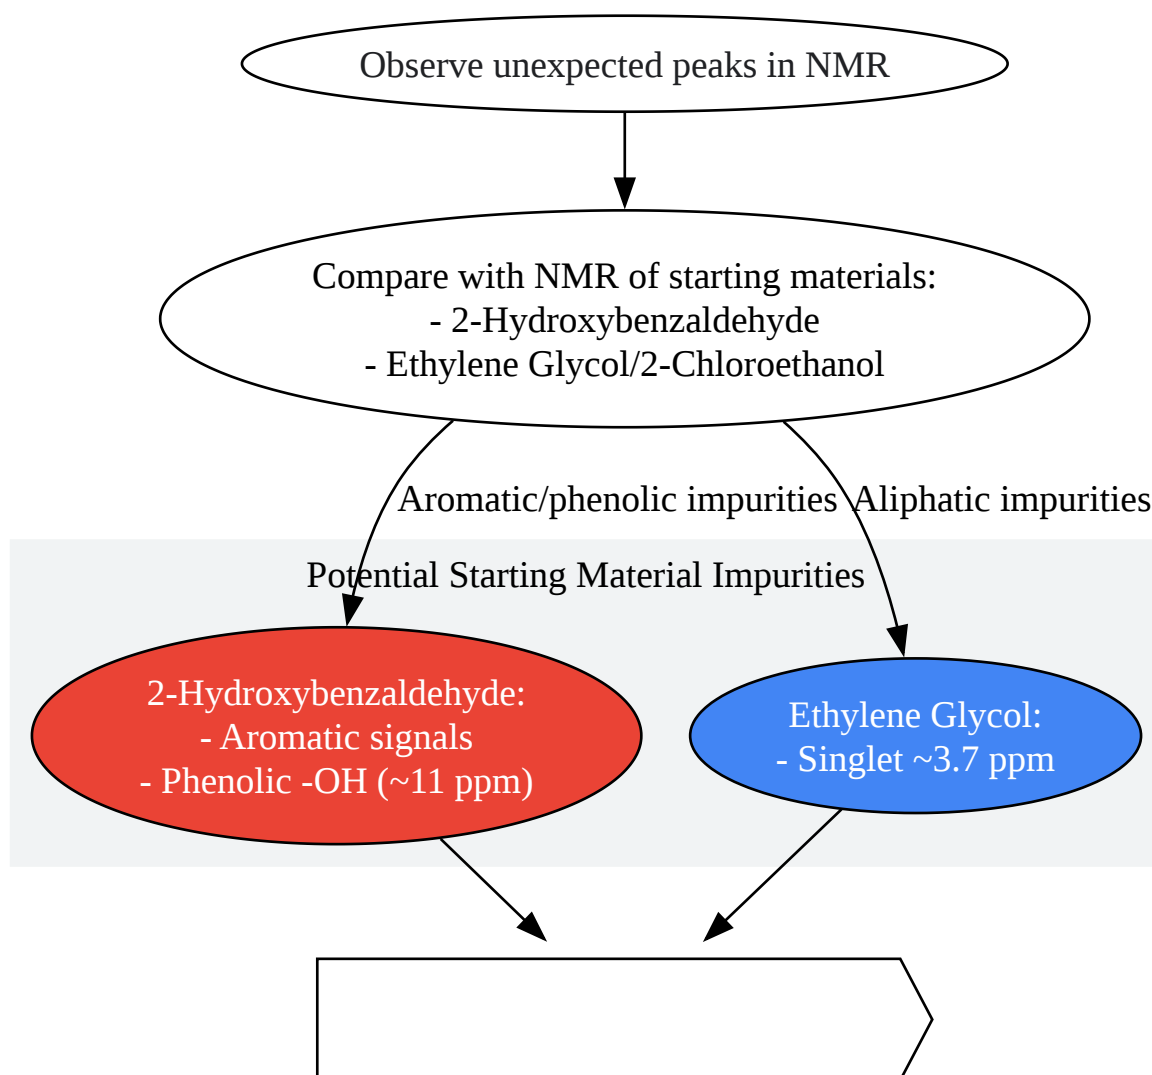 Observe unexpected peaks in NMR
Compare with NMR of starting materials:
- 2-Hydroxybenzaldehyde
- Ethylene Glycol/2-Chloroethanol
Aromatic/phenolic impurities
Aliphatic impurities
Potential Starting Material Impurities
2-Hydroxybenzaldehyde:
- Aromatic signals
- Phenolic -OH (~11 ppm)
Ethylene Glycol:
- Singlet ~3.7 ppm